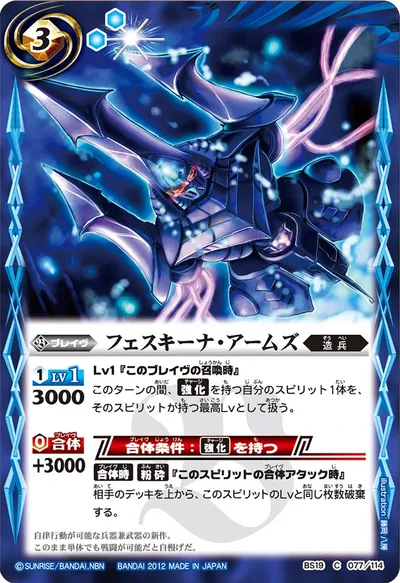 3
ブレイヴ フェスキーナ・アームズ 造兵
1 LV1 3000
Lv1『このブレイヴの召喚時』
このターンの間、強化を持つ自分のスピリット1体を、
そのスピリットが持つ最高Lvとして扱う。
合体 +3000
合体条件：強化を持つ
合体時 粉砕『このスピリットの合体アタック時』
相手のデッキを上から、このスピリットのLvと同じ枚数破棄
する。
自律行動が可能な兵器兼武器の新作。
このまま単体でも戦闘が可能だと自慢げだ。
illustration:藤岡 八房
©SUNRISE/BANDAI,NBN BANDAI 2012 MADE IN JAPAN BS19 C 077/114